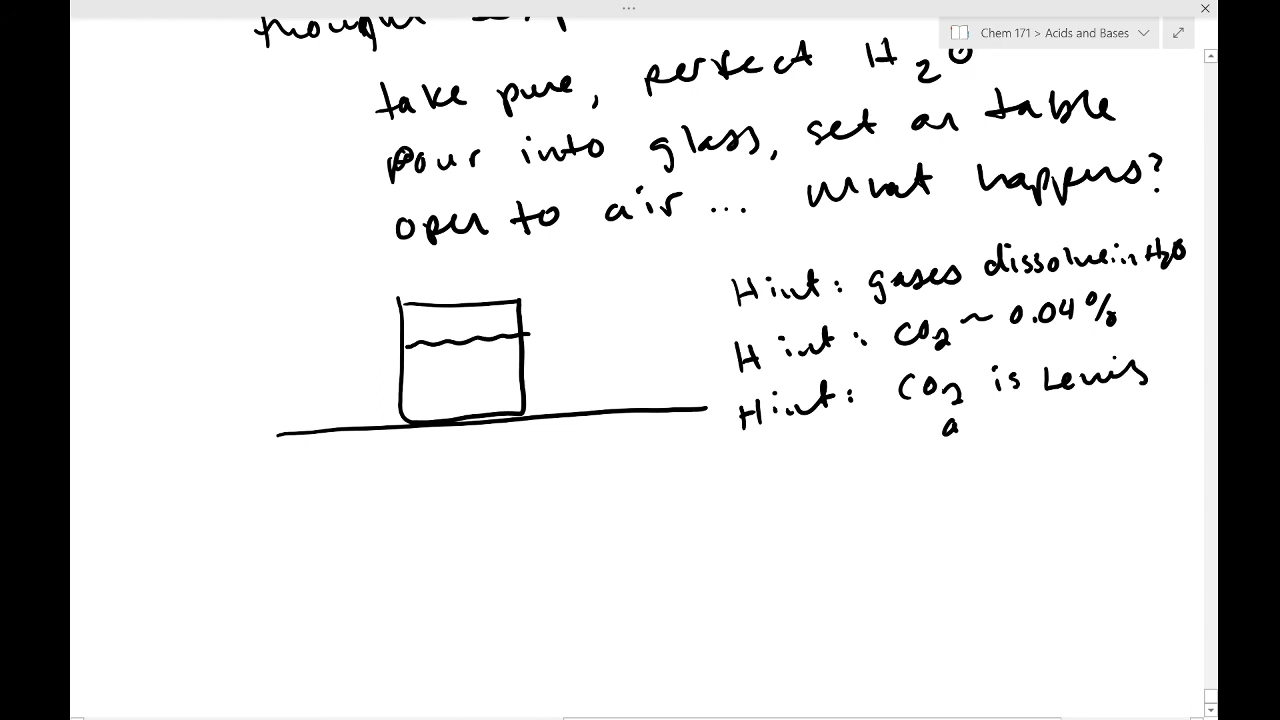 Chem 171 > Acids and Bases
thought
take pure, perfect H2O
pour into glass, set on table
open to air... What happens?
Hint: gases dissolve in H2O
Hint: CO2 ~ 0.04%
Hint: CO2 is Lewis
a